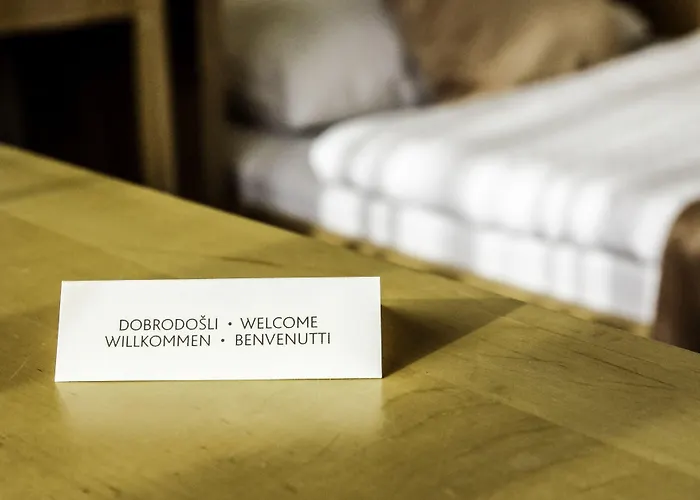 DOBRODOŠLI • WELCOME
WILLKOMMEN • BENVENUTTI